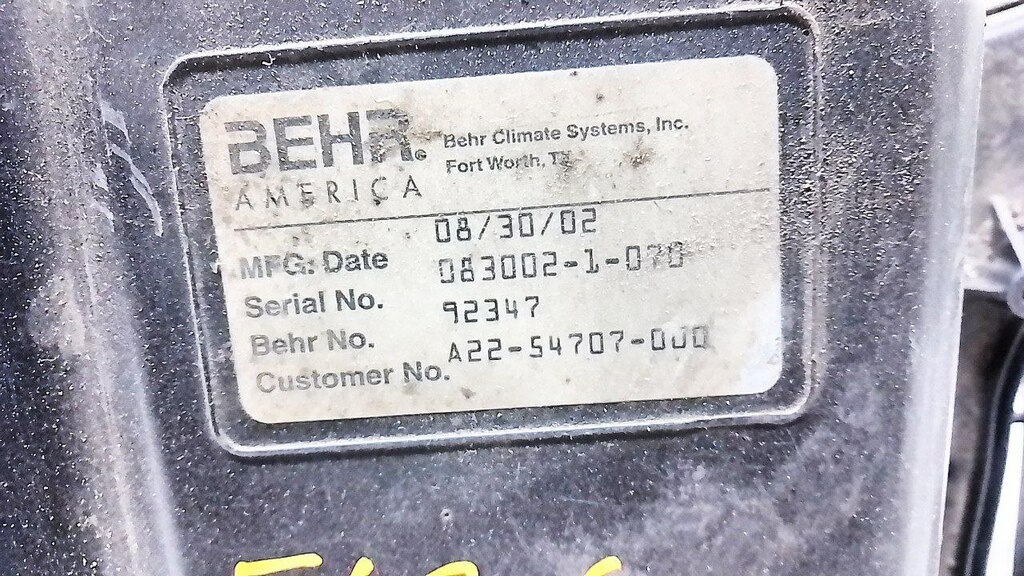 BEHR®
AMERICA
Behr Climate Systems, Inc.
Fort Worth, TX
MFG. Date 08/30/02
Serial No. 083002-1-070
Behr No. 92347
Customer No. A22-54707-0J0